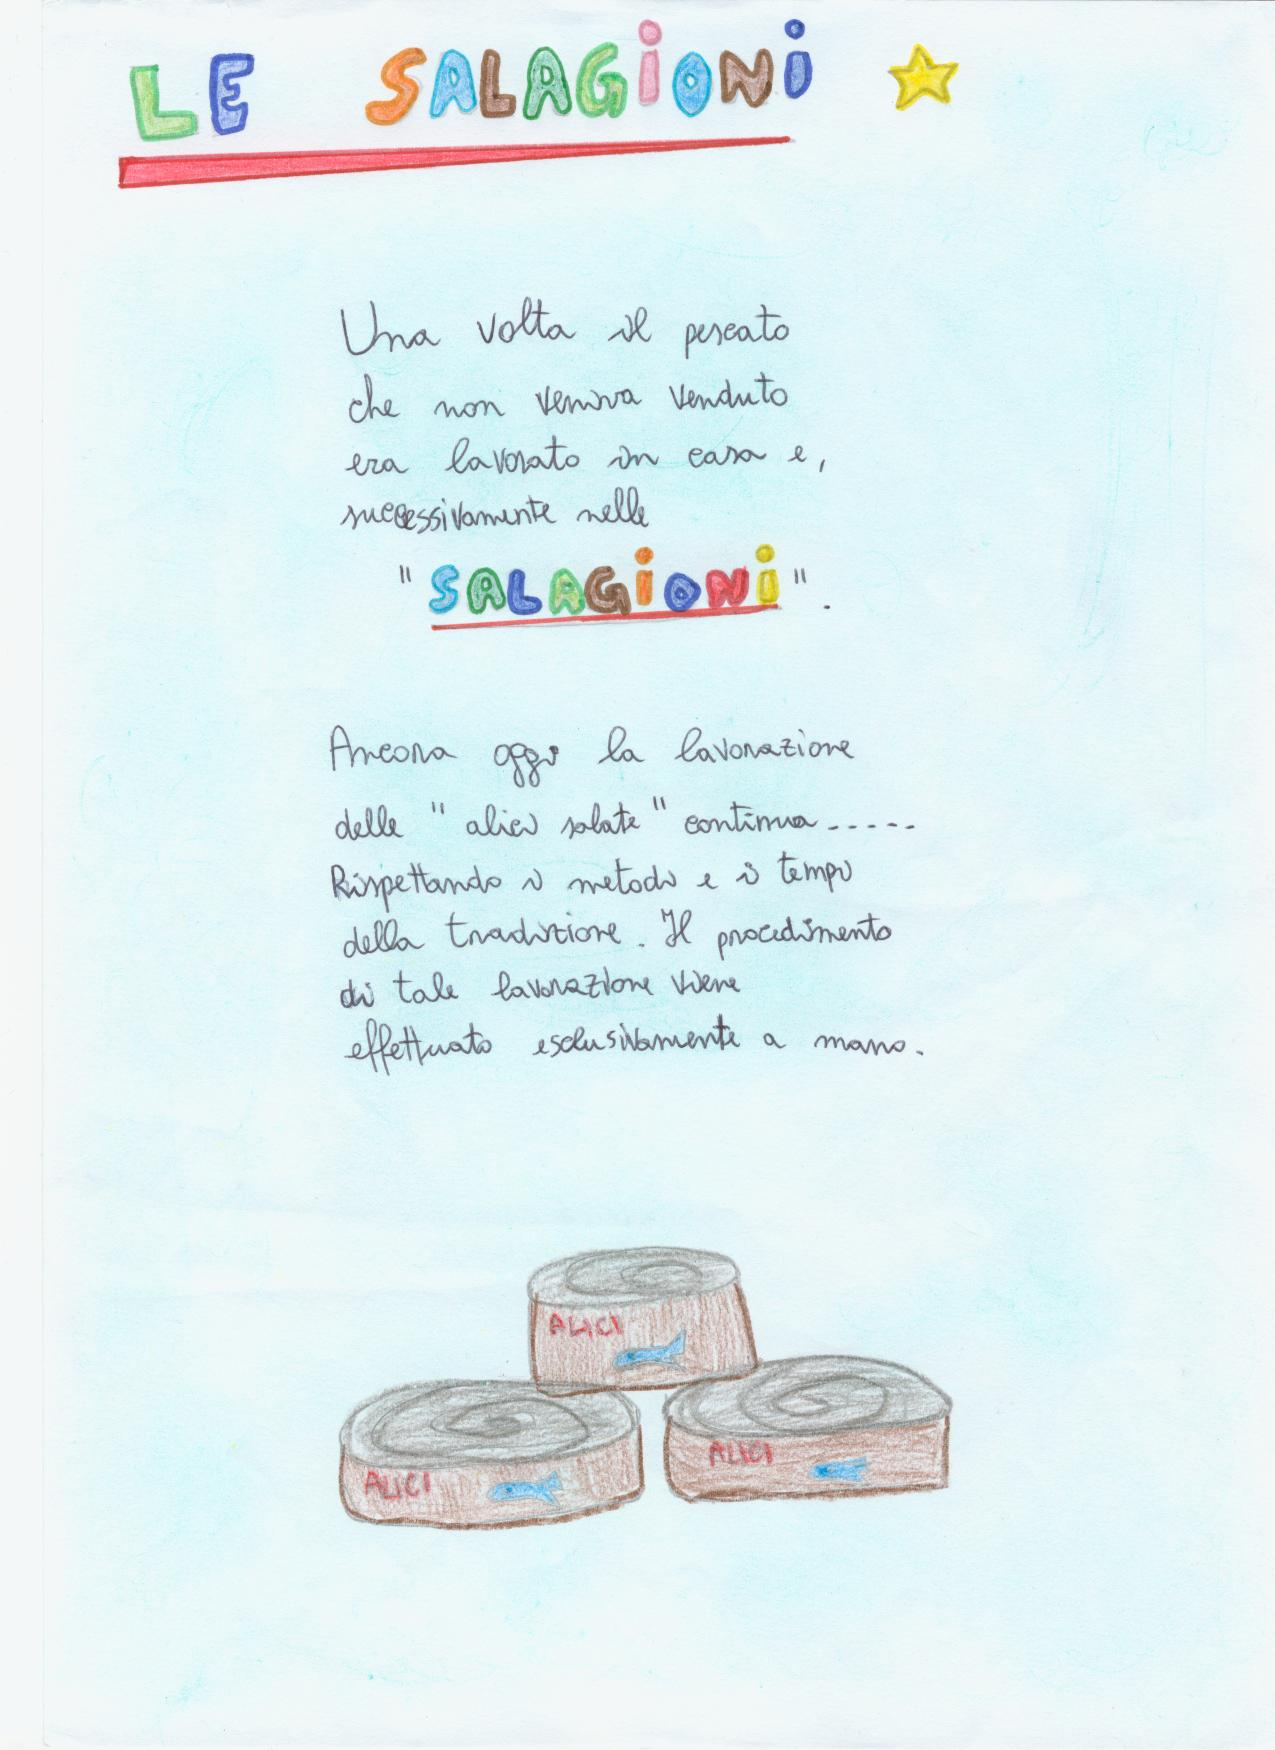 LE SALAGIONI
Una volta il pescato
che non veniva venduto
era lavorato in casa e,
successivamente nelle
"SALAGIONI".
Ancora oggi la lavorazione
delle "alici salate" continua.....
Rispettando i metodi e i tempi
della tradizione. Il procedimento
di tale lavorazione viene
effettuato esclusivamente a mano.
ALICI
ALICI
ALICI